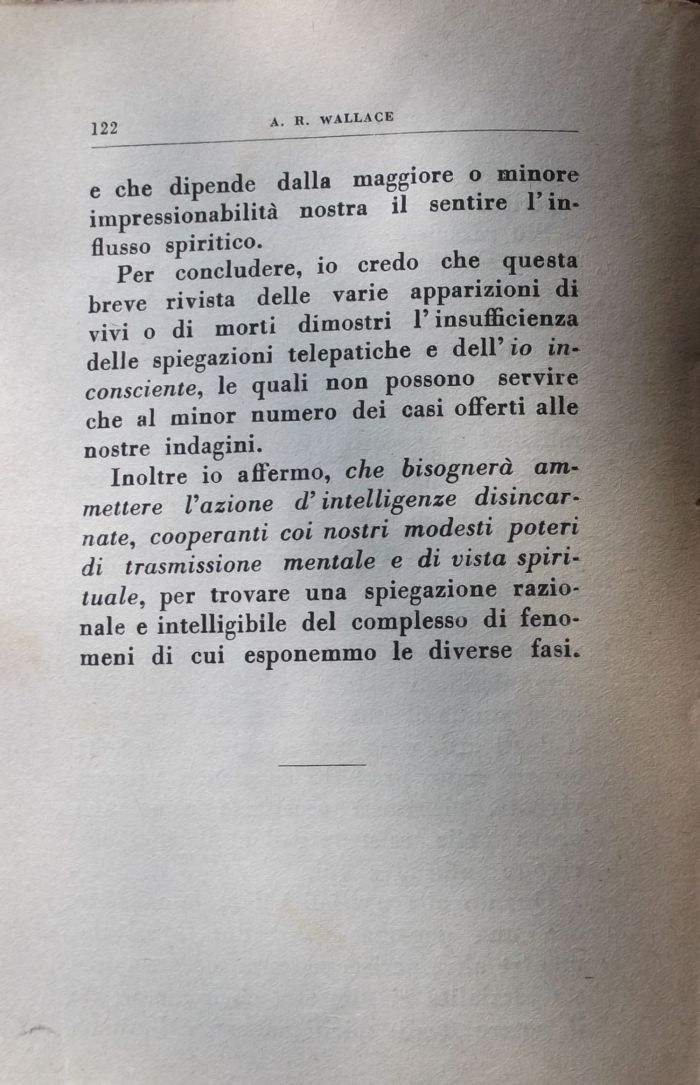 122
A. R. WALLACE
e che dipende dalla maggiore o minore
impressionabilità nostra il sentire l'in-
flusso spiritico.
Per concludere, io credo che questa
breve rivista delle varie apparizioni di
vivi o di morti dimostri l'insufficienza
delle spiegazioni telepatiche e dell'io in-
consciente, le quali non possono servire
che al minor numero dei casi offerti alle
nostre indagini.
Inoltre io affermo, che bisognerà am-
mettere l'azione d'intelligenze disincar-
nate, cooperanti coi nostri modesti poteri
di trasmissione mentale e di vista spiri-
tuale, per trovare una spiegazione razio-
nale e intelligibile del complesso di feno-
meni di cui esponemmo le diverse fasi.